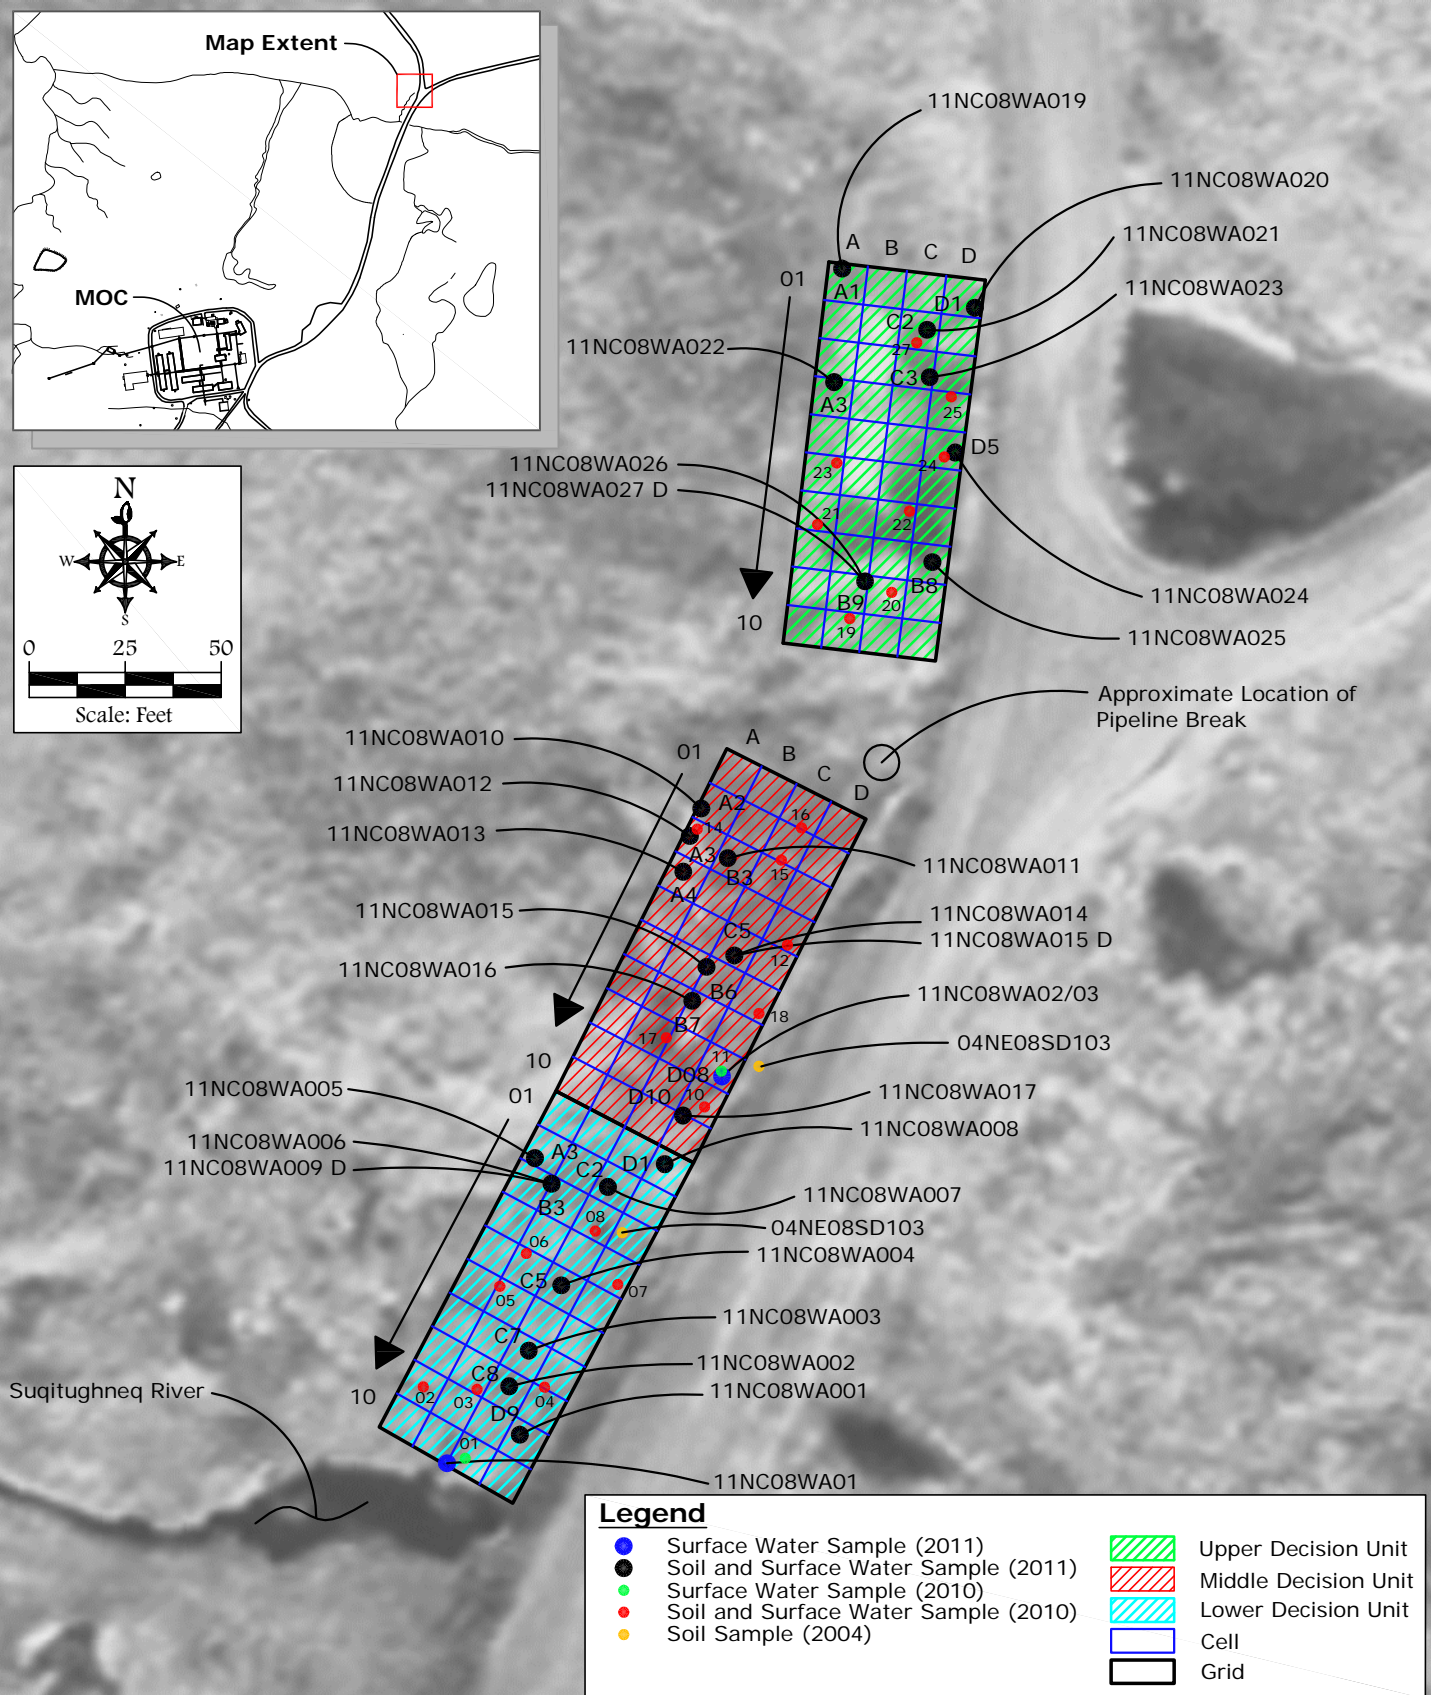 Map Extent
MOC
N
W
E
S
0 25 50
Scale: Feet
11NC08WA019
11NC08WA020
11NC08WA021
11NC08WA023
11NC08WA022
A B C D
01
A1
D1
C2
27
C3
A3
25
D5
24
23
11NC08WA026
11NC08WA027 D
21
22
B8
B9
20
19
10
11NC08WA024
11NC08WA025
Approximate Location of
Pipeline Break
11NC08WA010
11NC08WA012
11NC08WA013
01
A B C D
A2
16
14
A3
B3
15
A4
11NC08WA011
11NC08WA015
11NC08WA014
11NC08WA015 D
C5
12
11NC08WA016
B6
B7
18
17
11NC08WA02/03
04NE08SD103
11
D08
D10
10
10
11NC08WA017
11NC08WA005
01
11NC08WA008
11NC08WA006
11NC08WA009 D
A3
C2
D1
B3
11NC08WA007
08
04NE08SD103
06
11NC08WA004
C5
05
07
C7
11NC08WA003
C8
11NC08WA002
11NC08WA001
02
03
04
D9
10
01
11NC08WA01
Suqitughneq River
Legend
Surface Water Sample (2011)
Soil and Surface Water Sample (2011)
Surface Water Sample (2010)
Soil and Surface Water Sample (2010)
Soil Sample (2004)
Upper Decision Unit
Middle Decision Unit
Lower Decision Unit
Cell
Grid